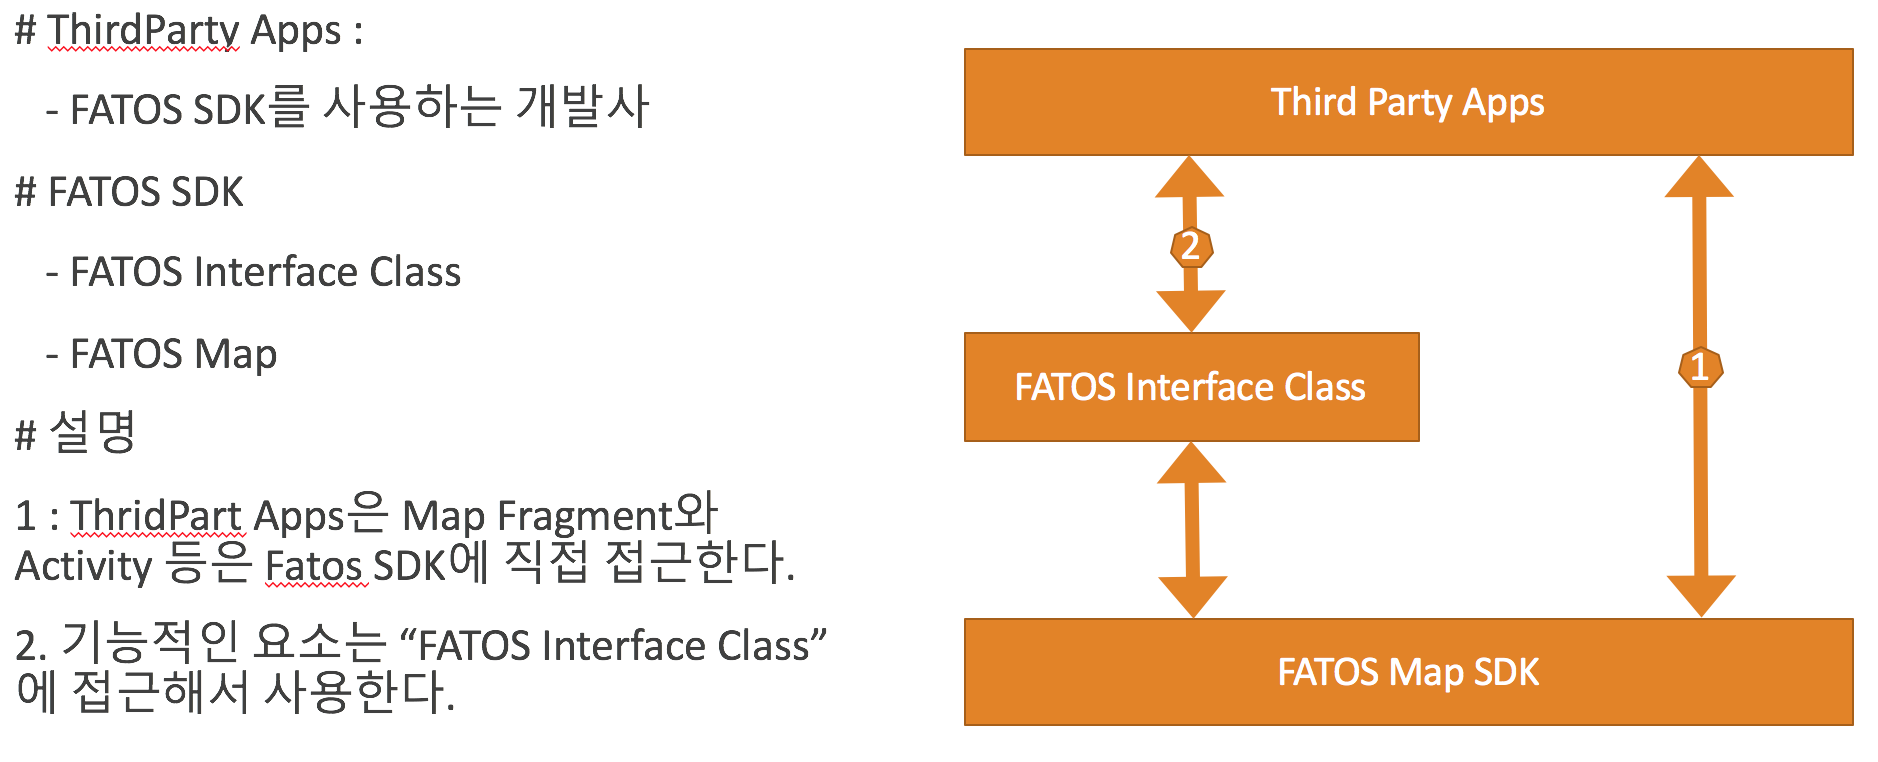 # ThirdParty Apps :
- FATOS SDK를 사용하는 개발사
# FATOS SDK
- FATOS Interface Class
- FATOS Map
# 설명
1 : ThridPart Apps은 Map Fragment와
Activity 등은 Fatos SDK에 직접 접근한다.
2. 기능적인 요소는 “FATOS Interface Class”
에 접근해서 사용한다.
Third Party Apps
2
FATOS Interface Class
1
FATOS Map SDK